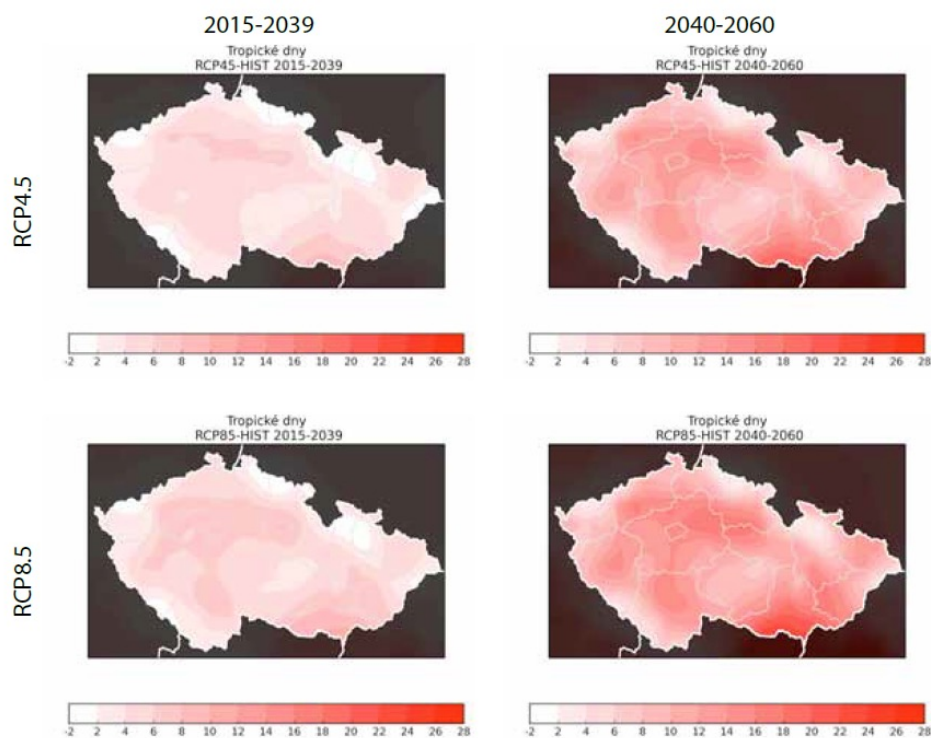 2015-2039
2040-2060
RCP4.5
Tropické dny
RCP45-HIST 2015-2039
-2 2 4 6 8 10 12 14 16 18 20 22 24 26 28
Tropické dny
RCP45-HIST 2040-2060
-2 2 4 6 8 10 12 14 16 18 20 22 24 26 28
RCP8.5
Tropické dny
RCP85-HIST 2015-2039
-2 2 4 6 8 10 12 14 16 18 20 22 24 26 28
Tropické dny
RCP85-HIST 2040-2060
-2 2 4 6 8 10 12 14 16 18 20 22 24 26 28